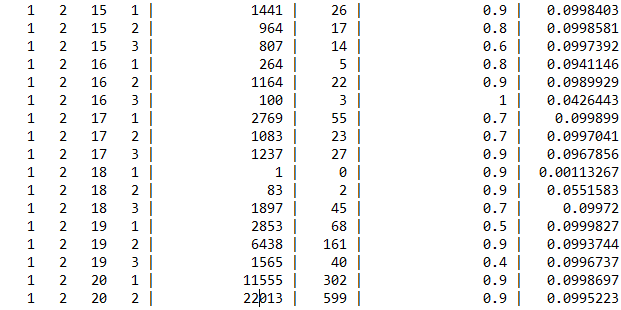 1 2 15 1 | 1441 | 26 | 0.9 | 0.0998403
1 2 15 2 | 964 | 17 | 0.8 | 0.0998581
1 2 15 3 | 807 | 14 | 0.6 | 0.0997392
1 2 16 1 | 264 | 5 | 0.8 | 0.0941146
1 2 16 2 | 1164 | 22 | 0.9 | 0.0989929
1 2 16 3 | 100 | 3 | 1 | 0.0426443
1 2 17 1 | 2769 | 55 | 0.7 | 0.099899
1 2 17 2 | 1083 | 23 | 0.7 | 0.0997041
1 2 17 3 | 1237 | 27 | 0.9 | 0.0967856
1 2 18 1 | 1 | 0 | 0.9 | 0.00113267
1 2 18 2 | 83 | 2 | 0.9 | 0.0551583
1 2 18 3 | 1897 | 45 | 0.7 | 0.09972
1 2 19 1 | 2853 | 68 | 0.5 | 0.0999827
1 2 19 2 | 6438 | 161 | 0.9 | 0.0993744
1 2 19 3 | 1565 | 40 | 0.4 | 0.0996737
1 2 20 1 | 11555 | 302 | 0.9 | 0.0998697
1 2 20 2 | 22013 | 599 | 0.9 | 0.0995223